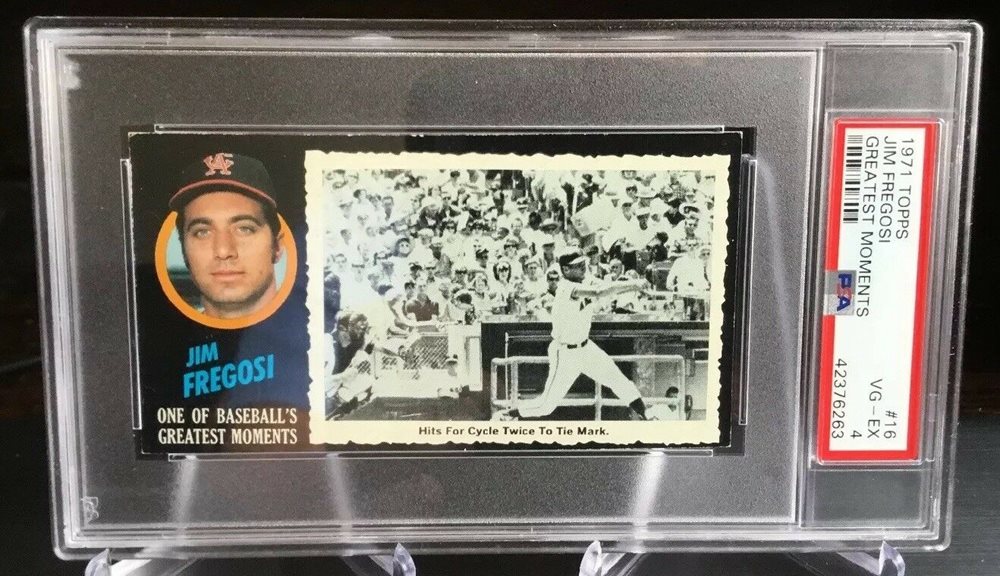 JIM
FREGOSI
ONE OF BASEBALL'S
GREATEST MOMENTS
Hits For Cycle Twice To Tie Mark.
1971 TOPPS #16
JIM FREGOSI VG-EX
GREATEST MOMENTS 4
PSA 42376263